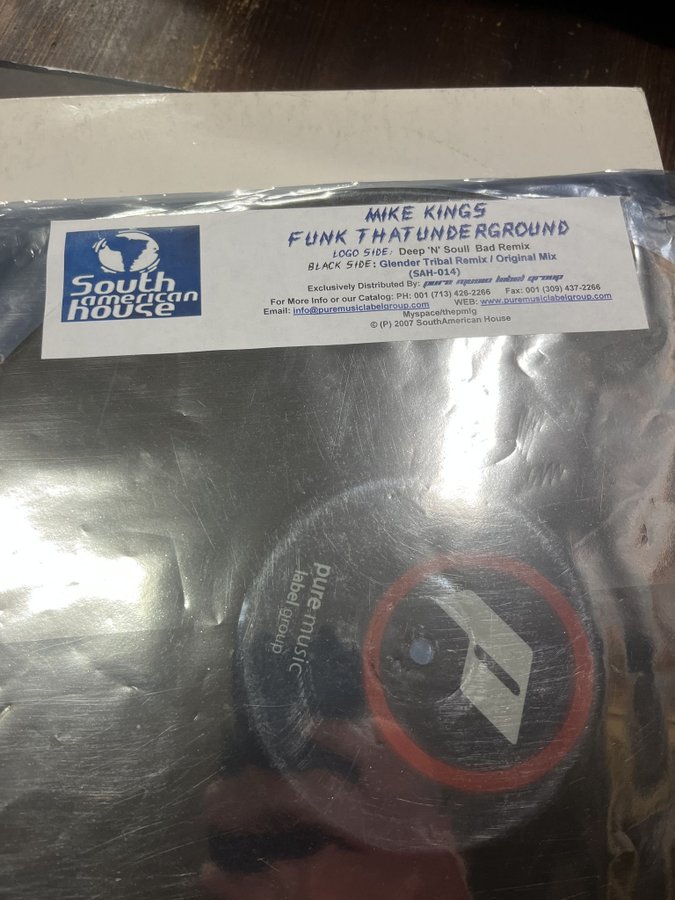 South
american
house
MIKE KINGS
FUNK THATUNDERGROUND
LOGO SIDE: Deep 'N' Soull Bad Remix
BLACK SIDE: Glender Tribal Remix / Original Mix
(SAH-014)
Exclusively Distributed By: pure music label group
For More Info or our Catalog: PH: 001 (713) 426-2266 Fax: 001 (309) 437-2266
Email: info@puremusiclabelgroup.com WEB: www.puremusiclabelgroup.com
Myspace/thepmlg
© (P) 2007 SouthAmerican House
pure music
label group